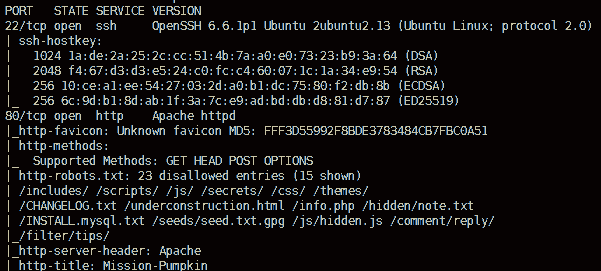 PORT   STATE SERVICE VERSION
22/tcp open  ssh     OpenSSH 6.6.1p1 Ubuntu 2ubuntu2.13 (Ubuntu Linux; protocol 2.0)
| ssh-hostkey:
|   1024 1a:de:2a:25:2c:cc:51:4b:7a:a0:e0:73:23:b9:3a:64 (DSA)
|   2048 f4:67:d3:d3:e5:24:c0:fc:c4:60:07:1c:1a:34:e9:54 (RSA)
|   256 10:ce:a1:ee:54:27:03:2d:a0:b1:dc:75:80:f2:db:8b (ECDSA)
|_  256 6c:9d:b1:8d:ab:1f:3a:7c:e9:ad:bd:db:d8:81:d7:87 (ED25519)
80/tcp open  http    Apache httpd
|_http-favicon: Unknown favicon MD5: FFF3D55992F8BDE3783484CB7FBC0A51
| http-methods:
|_  Supported Methods: GET HEAD POST OPTIONS
| http-robots.txt: 23 disallowed entries (15 shown)
| /includes/ /scripts/ /js/ /secrets/ /css/ /themes/
| /CHANGELOG.txt /underconstruction.html /info.php /hidden/note.txt
| /INSTALL.mysql.txt /seeds/seed.txt.gpg /js/hidden.js /comment/reply/
|_/filter/tips/
|_http-server-header: Apache
|_http-title: Mission-Pumpkin